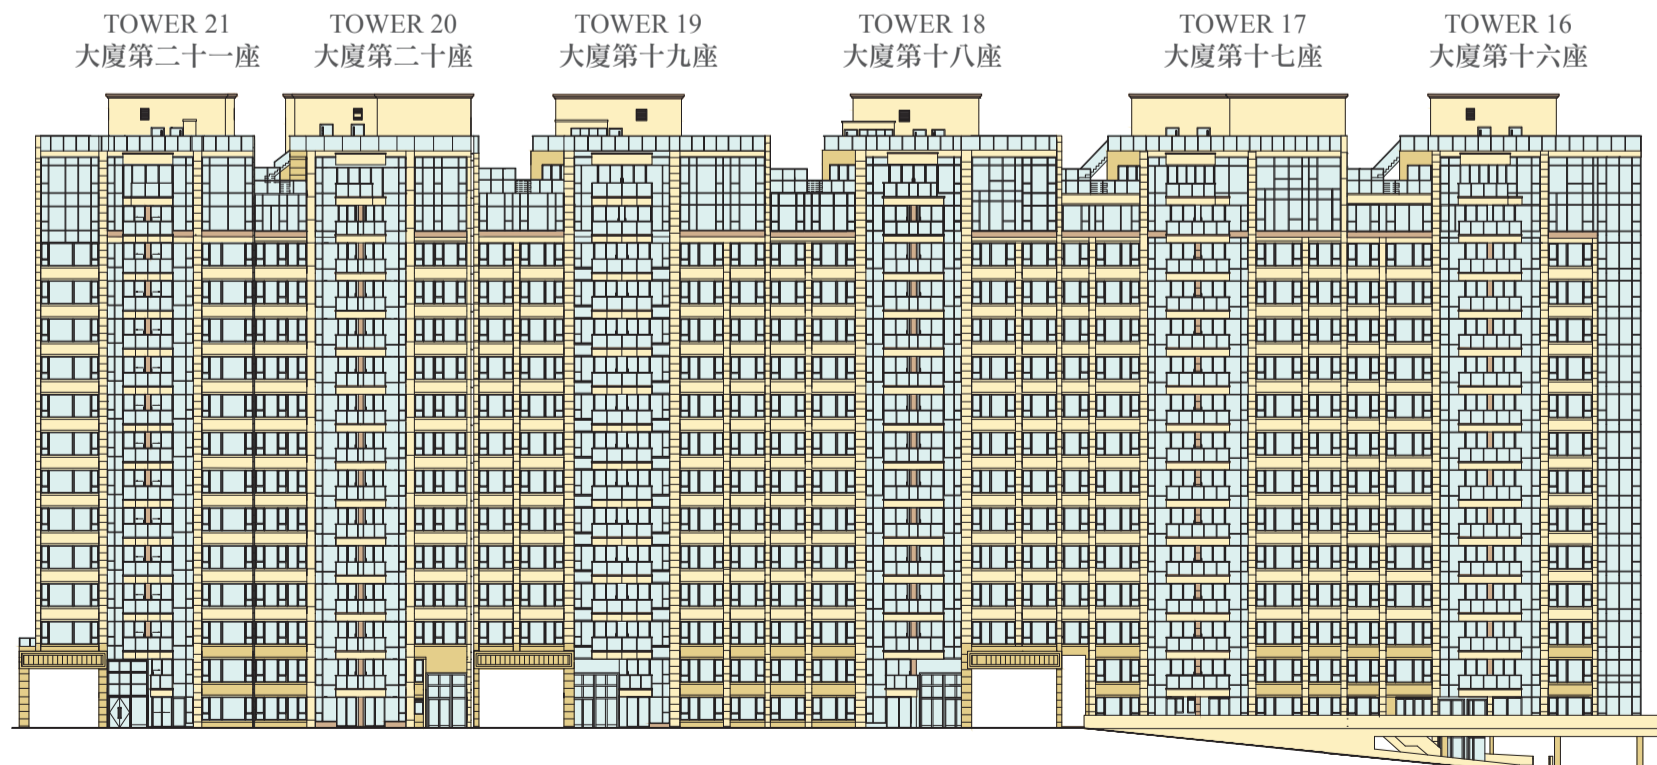 TOWER 21
大廈第二十一座
TOWER 20
大廈第二十座
TOWER 19
大廈第十九座
TOWER 18
大廈第十八座
TOWER 17
大廈第十七座
TOWER 16
大廈第十六座